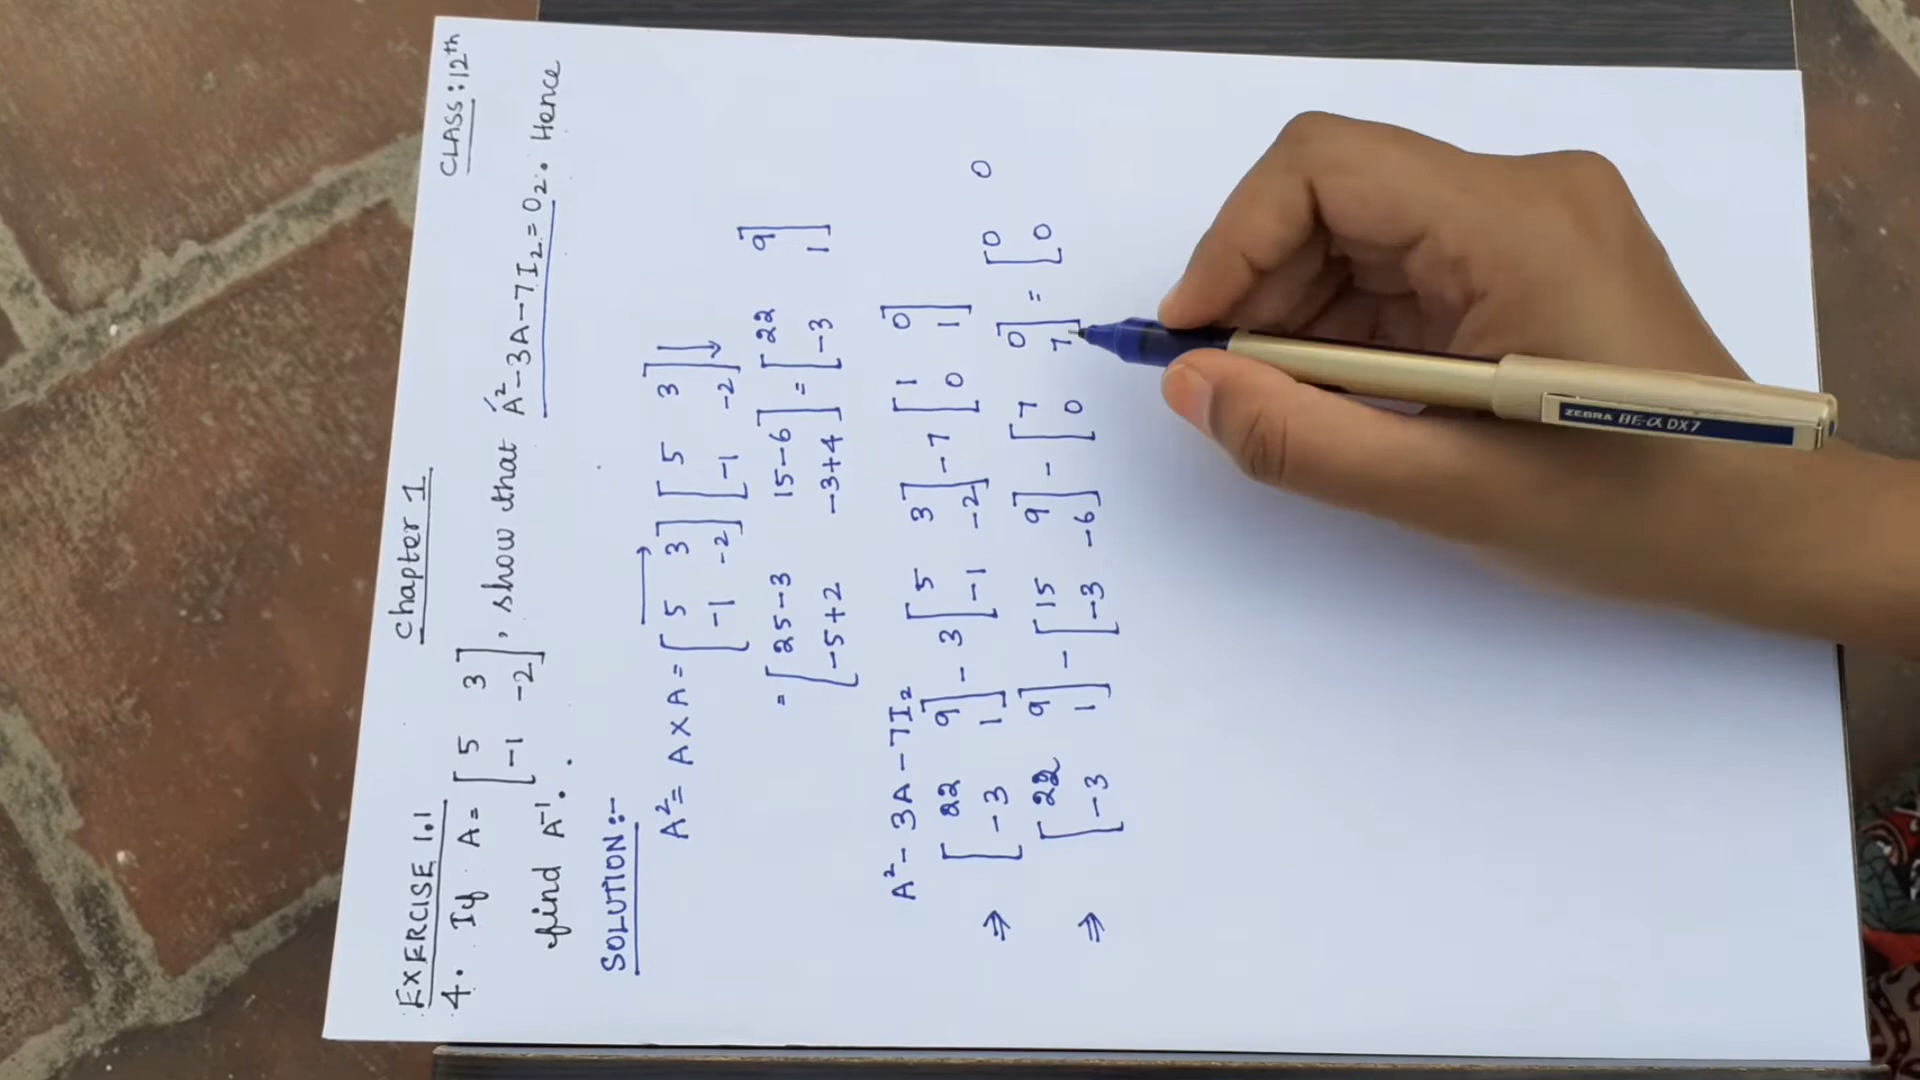 CLASS: 12th
Chapter 1
EXERCISE 1.1
4. If A = [5 3 -1 -2], show that A² - 3A - 7I₂ = O₂. Hence
find A⁻¹.
SOLUTION:-
A² = A × A = [5 3 -1 -2] [5 3 -1 -2]
= [25-3 15-6 -5+2 -3+4] = [22 9 -3 1]
A² - 3A - 7I₂
⇒ [22 9 -3 1] - 3 [5 3 -1 -2] - 7 [1 0 0 1]
⇒ [22 9 -3 1] - [15 9 -3 -6] - [7 0 0 7] = [0 0 0
ZEBRA BE-α DX7